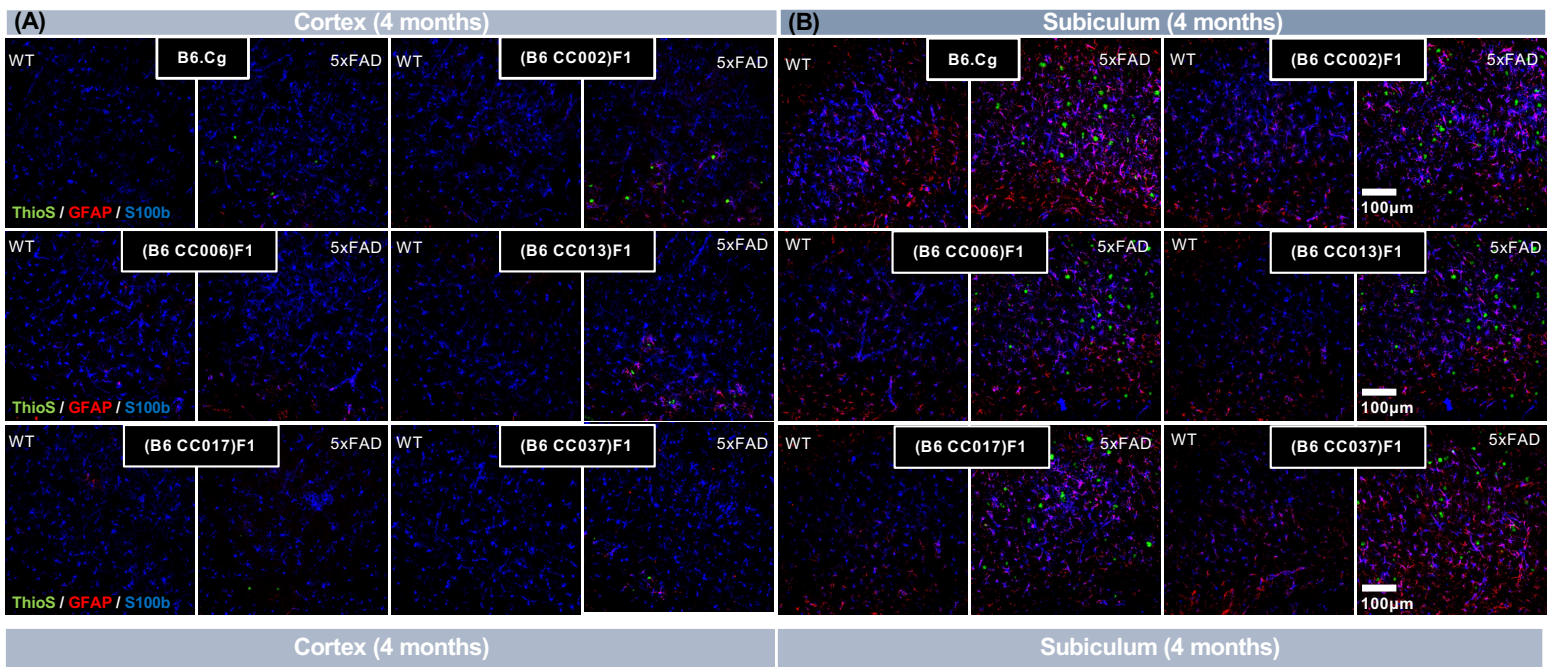 (A) Cortex (4 months)
(B) Subiculum (4 months)
WT B6.Cg 5xFAD
WT (B6 CC002)F1 5xFAD
WT B6.Cg
WT (B6 CC002)F1 5xFAD
ThioS / GFAP / S100b
100µm
WT (B6 CC006)F1 5xFAD
WT (B6 CC013)F1 5xFAD
WT (B6 CC006)F1 5xFAD
WT (B6 CC013)F1 5xFAD
ThioS / GFAP / S100b
100µm
WT (B6 CC017)F1 5xFAD
WT (B6 CC037)F1 5xFAD
WT (B6 CC017)F1 5xFAD
WT (B6 CC037)F1 5xFAD
ThioS / GFAP / S100b
100µm
Cortex (4 months)
Subiculum (4 months)